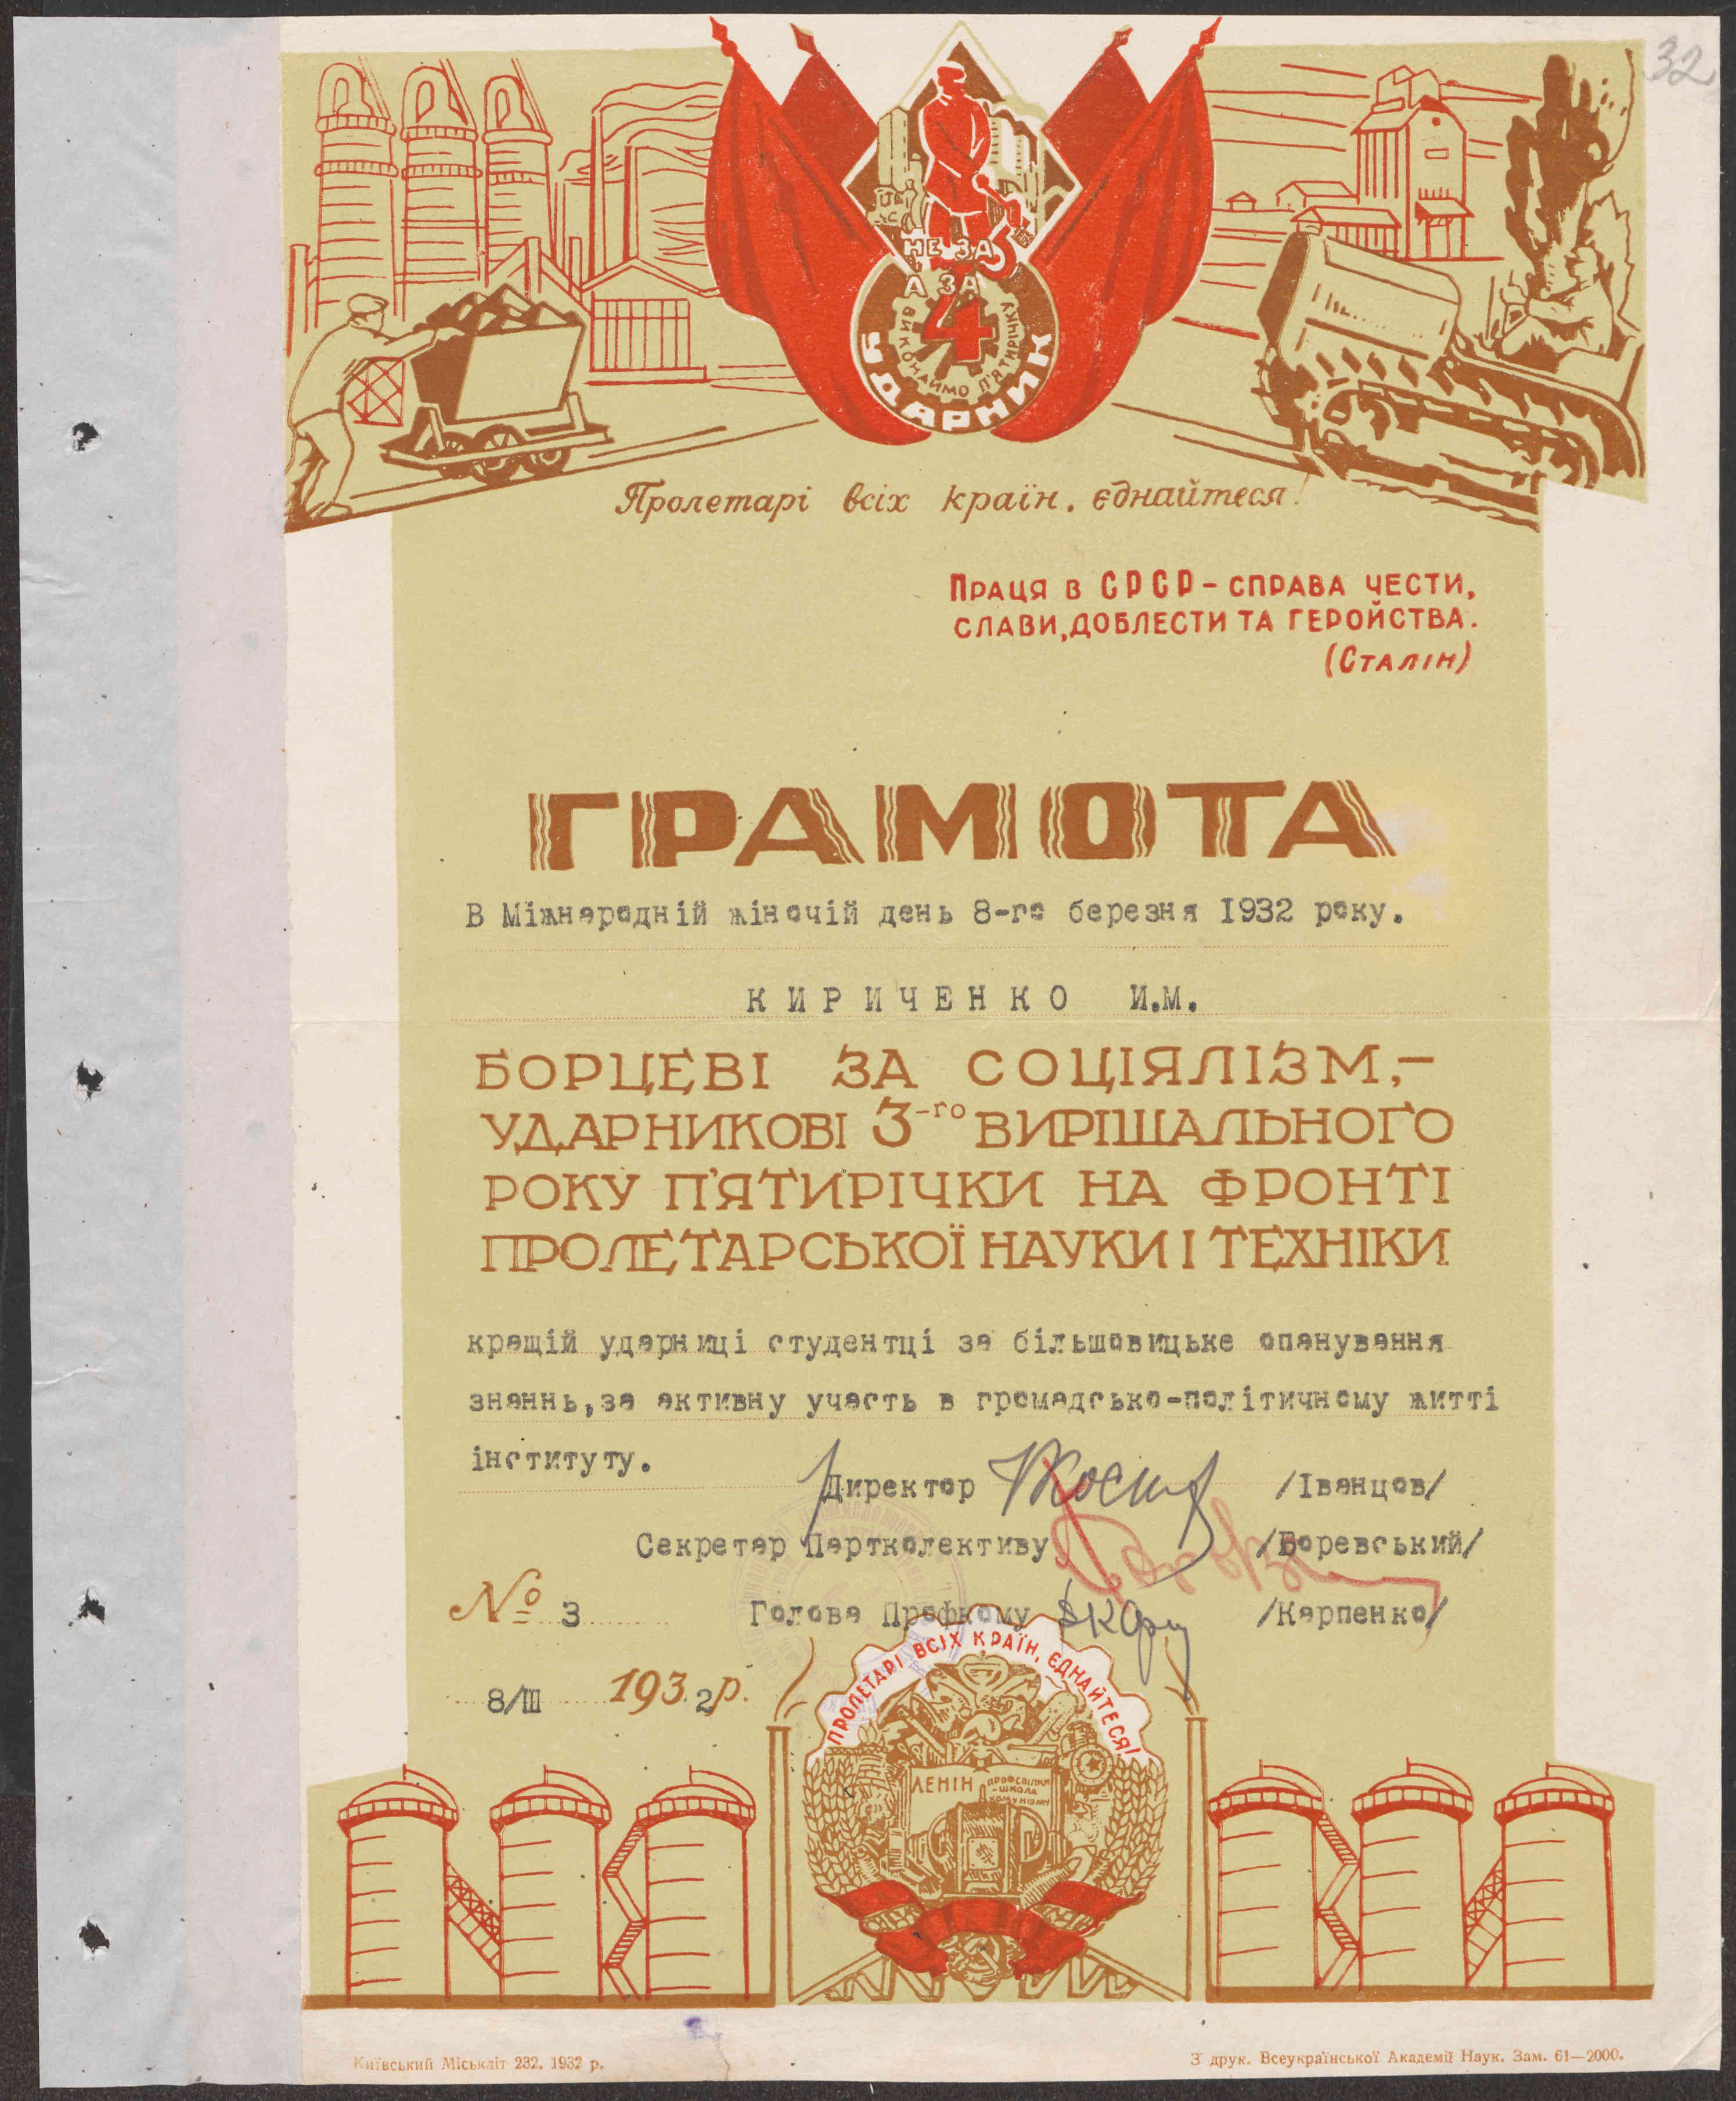 32
НЕ ЗА 5
А ЗА
4
ВИКОНАЙМО П'ЯТИРІЧКУ
УДАРНИК
Пролетарі всіх країн, єднайтеся!
ПРАЦЯ В СРСР - СПРАВА ЧЕСТИ,
СЛАВИ, ДОБЛЕСТИ ТА ГЕРОЙСТВА.
(СТАЛІН)
ГРАМОТА
В Міжнародній жіночій день 8-го березня 1932 року.
КИРИЧЕНКО И.М.
БОРЦЕВІ ЗА СОЦІЯЛІЗМ,-
УДАРНИКОВІ 3-го ВИРІШАЛЬНОГО
РОКУ П'ЯТИРІЧКИ НА ФРОНТІ
ПРОЛЕТАРСЬКОЇ НАУКИ І ТЕХНІКИ
кращій ударниці студентці за більшовицьке опанування
знаннь, за активну участь в громадсько-політичному житті
інституту.
Директор /Іванцов/
Секретар Партколективу /Боревський/
№ 3 Голова Профкому /Карпенко/
8/III 1932р.
ПРОЛЕТАРІ ВСІХ КРАЇН, ЄДНАЙТЕСЯ!
ЛЕНІН ПРОФСПІЛКИ
- ШКОЛА
КОМУНІЗМУ
Київський Міськліт 232. 1932 р.
З друк. Всеукраїнської Академії Наук. Зам. 61—2000.